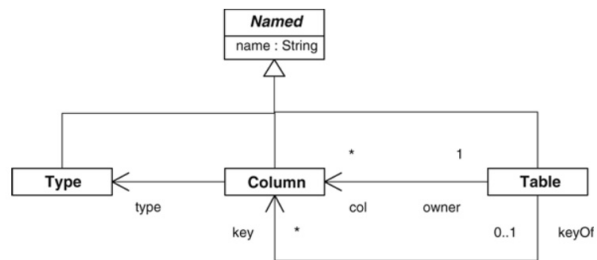 Named
name : String
* 1
Type Column Table
type col owner
key * 0..1 keyOf